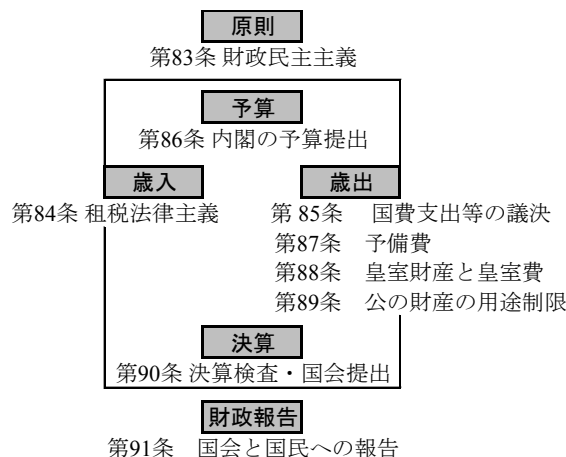 原則
第83条 財政民主主義
予算
第86条 内閣の予算提出
歳入
第84条 租税法律主義
歳出
第 85条 国費支出等の議決
第87条 予備費
第88条 皇室財産と皇室費
第89条 公の財産の用途制限
決算
第90条 決算検査・国会提出
財政報告
第91条 国会と国民への報告